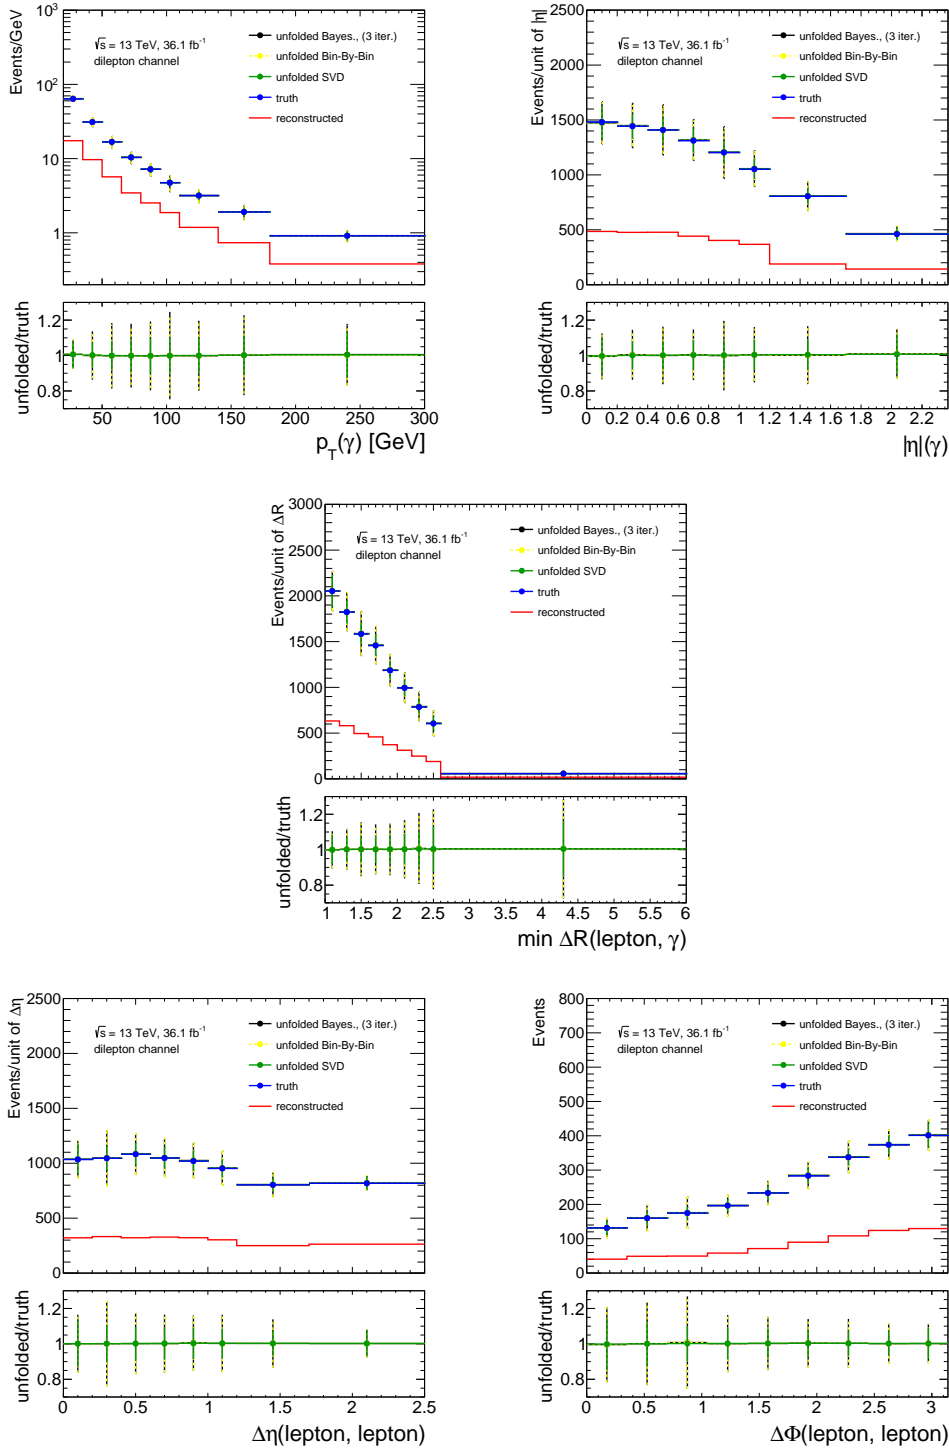 10³
10²
10
1
Events/GeV
√s = 13 TeV, 36.1 fb⁻¹
dilepton channel
unfolded Bayes., (3 iter.)
unfolded Bin-By-Bin
unfolded SVD
truth
reconstructed
1.2
1
0.8
unfolded/truth
50 100 150 200 250 300
p_T(γ) [GeV]
2500
2000
1500
1000
500
0
Events/unit of |η|
√s = 13 TeV, 36.1 fb⁻¹
dilepton channel
unfolded Bayes., (3 iter.)
unfolded Bin-By-Bin
unfolded SVD
truth
reconstructed
1.2
1
0.8
unfolded/truth
0 0.2 0.4 0.6 0.8 1 1.2 1.4 1.6 1.8 2 2.2
|η|(γ)
3000
2500
2000
1500
1000
500
0
Events/unit of ΔR
√s = 13 TeV, 36.1 fb⁻¹
dilepton channel
unfolded Bayes., (3 iter.)
unfolded Bin-By-Bin
unfolded SVD
truth
reconstructed
1.2
1
0.8
unfolded/truth
1 1.5 2 2.5 3 3.5 4 4.5 5 5.5 6
min ΔR(lepton, γ)
2500
2000
1500
1000
500
0
Events/unit of Δη
√s = 13 TeV, 36.1 fb⁻¹
dilepton channel
unfolded Bayes., (3 iter.)
unfolded Bin-By-Bin
unfolded SVD
truth
reconstructed
1.2
1
0.8
unfolded/truth
0 0.5 1 1.5 2 2.5
Δη(lepton, lepton)
800
700
600
500
400
300
200
100
0
Events
√s = 13 TeV, 36.1 fb⁻¹
dilepton channel
unfolded Bayes., (3 iter.)
unfolded Bin-By-Bin
unfolded SVD
truth
reconstructed
1.2
1
0.8
unfolded/truth
0 0.5 1 1.5 2 2.5 3
ΔΦ(lepton, lepton)